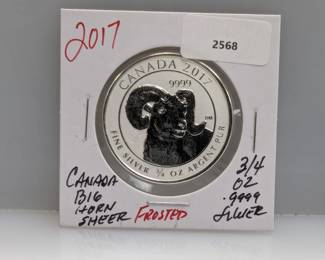 2017
2568
CANADA 2017
9999
FINE SILVER 3/4 OZ ARGENT PUR
CANADA
BIG
HORN
SHEER FROSTED
3/4
OZ
.9999
SILVER